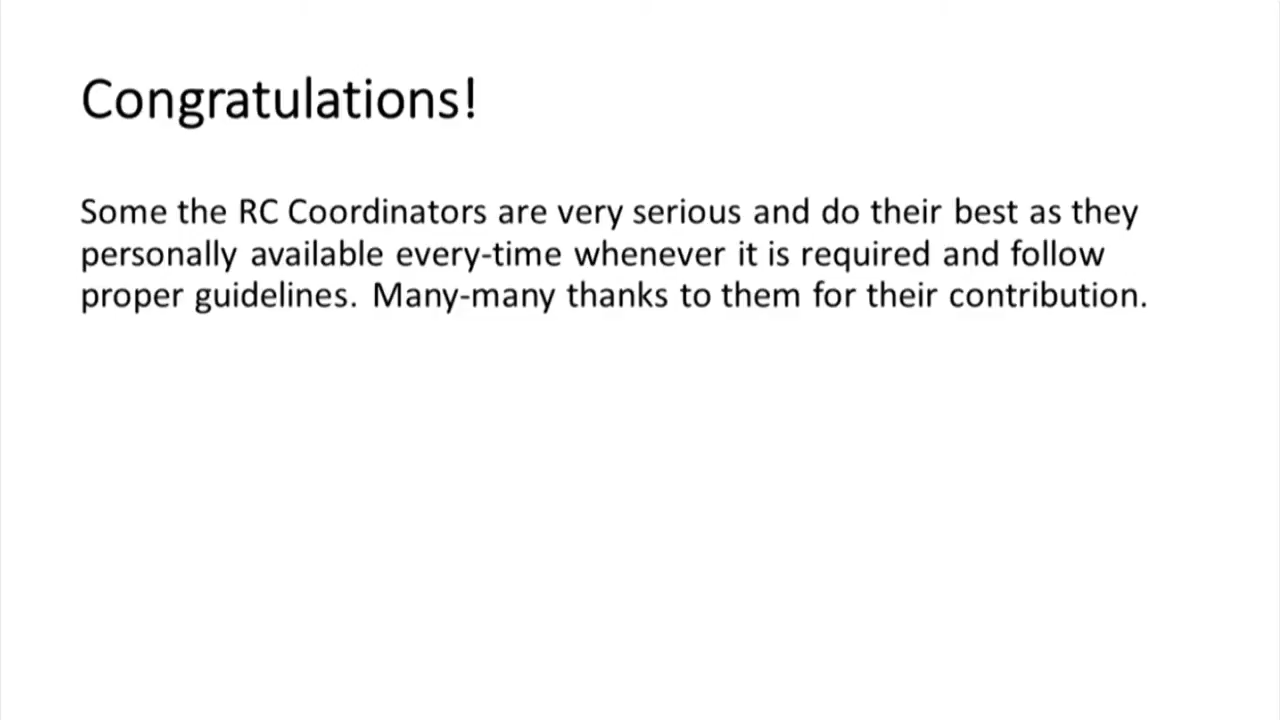 Congratulations!
Some the RC Coordinators are very serious and do their best as they
personally available every-time whenever it is required and follow
proper guidelines. Many-many thanks to them for their contribution.